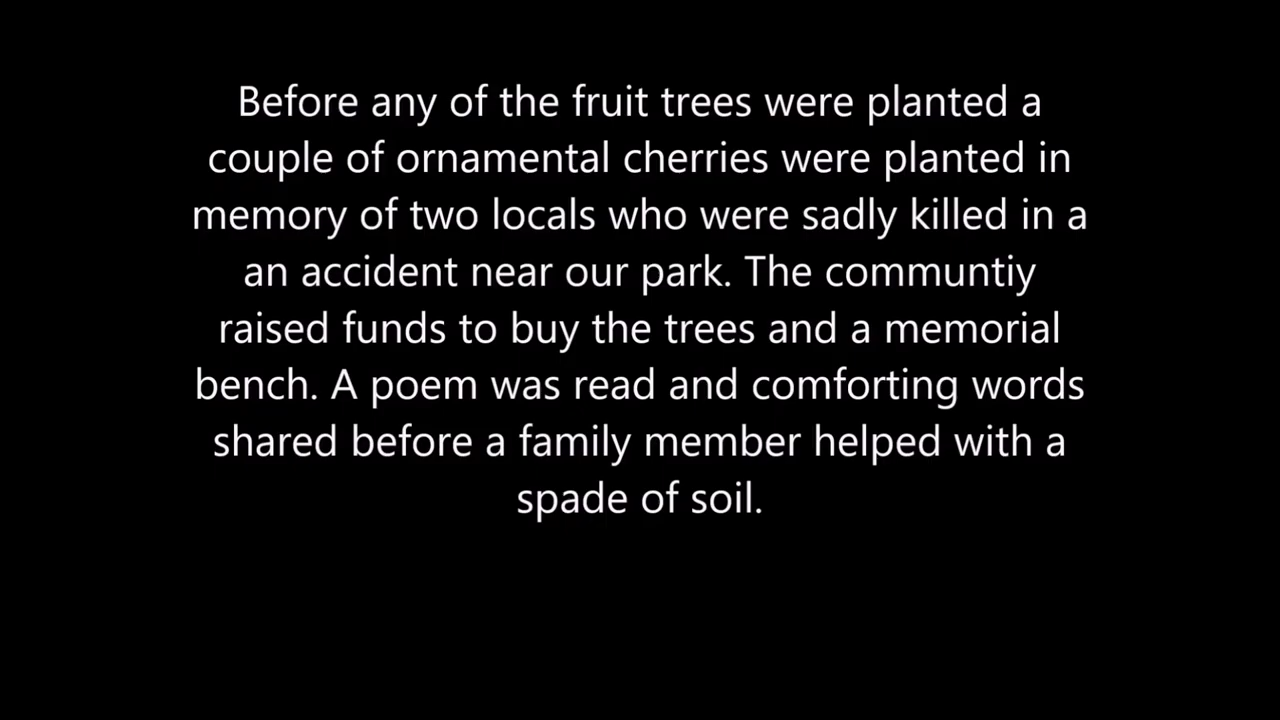 Before any of the fruit trees were planted a
couple of ornamental cherries were planted in
memory of two locals who were sadly killed in a
an accident near our park. The communtiy
raised funds to buy the trees and a memorial
bench. A poem was read and comforting words
shared before a family member helped with a
spade of soil.